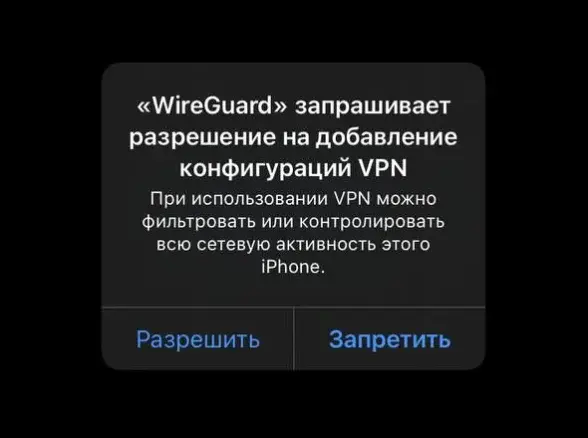 «WireGuard» запрашивает
разрешение на добавление
конфигураций VPN
При использовании VPN можно
фильтровать или контролировать
всю сетевую активность этого
iPhone.
Разрешить
Запретить